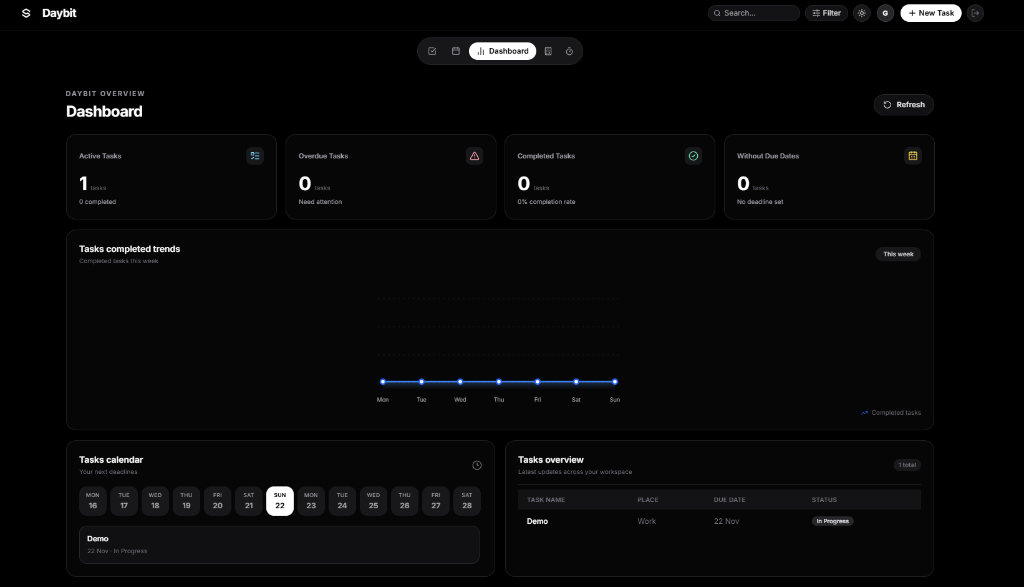 Daybit
Search...
Filter
G
+ New Task
Dashboard
DAYBIT OVERVIEW
Dashboard
Refresh
Active Tasks
1 tasks
0 completed
Overdue Tasks
0 tasks
Need attention
Completed Tasks
0 tasks
0% completion rate
Without Due Dates
0 tasks
No deadline set
Tasks completed trends
Completed tasks this week
This week
Mon Tue Wed Thu Fri Sat Sun
Completed tasks
Tasks calendar
Your next deadlines
MON TUE WED THU FRI SAT SUN MON TUE WED THU FRI SAT
16 17 18 19 20 21 22 23 24 25 26 27 28
Demo
22 Nov · In Progress
Tasks overview
Latest updates across your workspace
1 total
TASK NAME PLACE DUE DATE STATUS
Demo Work 22 Nov In Progress